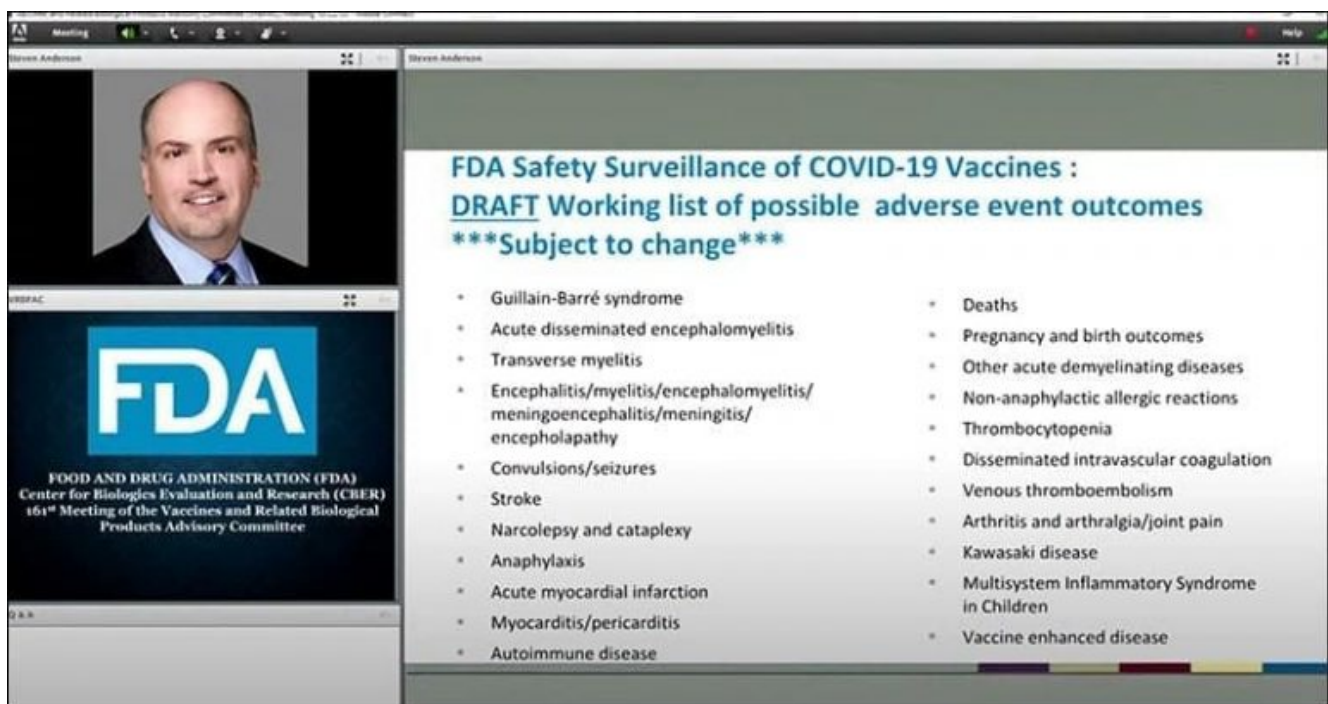 Meeting
Help
Steven Anderson
Steven Anderson
FDA Safety Surveillance of COVID-19 Vaccines :
DRAFT Working list of possible adverse event outcomes
***Subject to change***
Guillain-Barré syndrome
Acute disseminated encephalomyelitis
Transverse myelitis
Encephalitis/myelitis/encephalomyelitis/
meningoencephalitis/meningitis/
encepholapathy
Convulsions/seizures
Stroke
Narcolepsy and cataplexy
Anaphylaxis
Acute myocardial infarction
Myocarditis/pericarditis
Autoimmune disease
Deaths
Pregnancy and birth outcomes
Other acute demyelinating diseases
Non-anaphylactic allergic reactions
Thrombocytopenia
Disseminated intravascular coagulation
Venous thromboembolism
Arthritis and arthralgia/joint pain
Kawasaki disease
Multisystem Inflammatory Syndrome
in Children
Vaccine enhanced disease
VRBPAC
FDA
FOOD AND DRUG ADMINISTRATION (FDA)
Center for Biologics Evaluation and Research (CBER)
161st Meeting of the Vaccines and Related Biological
Products Advisory Committee
Q & A